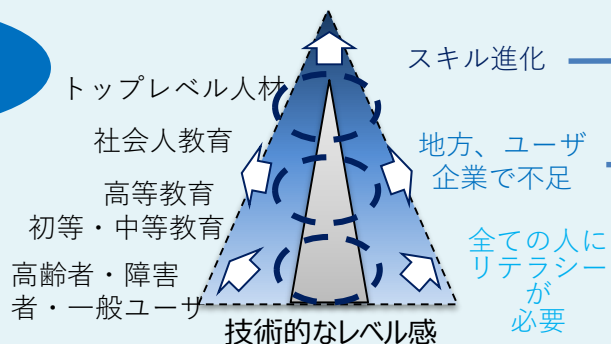 トップレベル人材
社会人教育
高等教育
初等・中等教育
高齢者・障害
者・一般ユーザ
技術的なレベル感
スキル進化
地方、ユーザ
企業で不足
全ての人に
リテラシー
が
必要